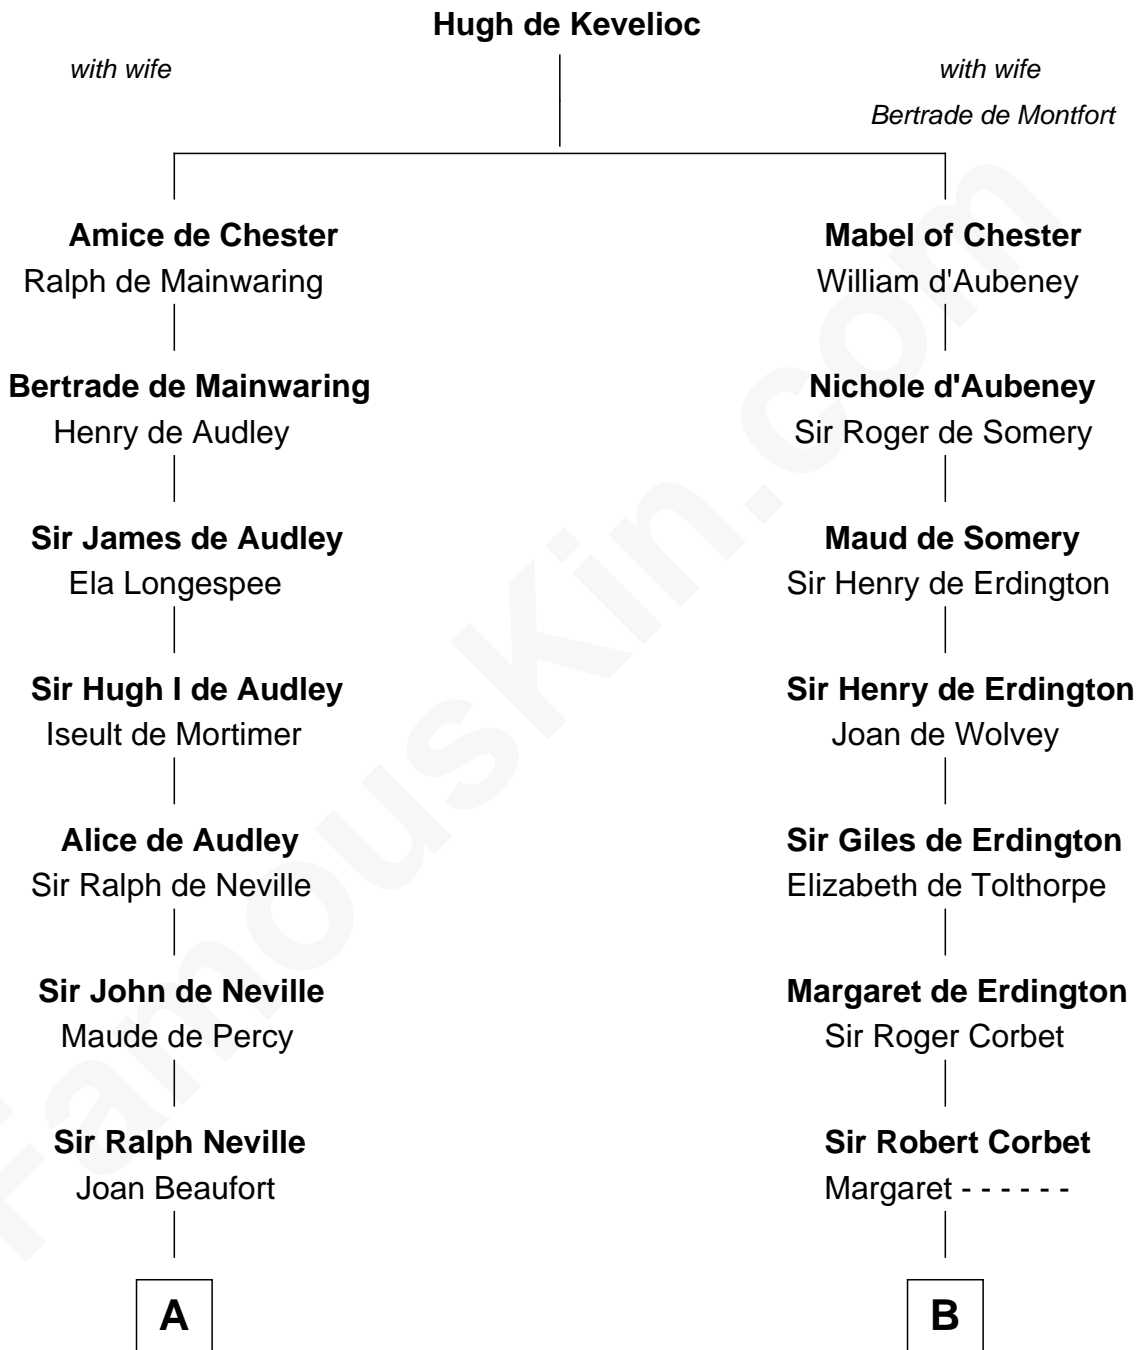 Hugh de Kevelioc
with wife
with wife
Bertrade de Montfort
Amice de Chester
Ralph de Mainwaring
Mabel of Chester
William d'Aubeney
Bertrade de Mainwaring
Henry de Audley
Nichole d'Aubeney
Sir Roger de Somery
Sir James de Audley
Ela Longespee
Maud de Somery
Sir Henry de Erdington
Sir Hugh I de Audley
Iseult de Mortimer
Sir Henry de Erdington
Joan de Wolvey
Alice de Audley
Sir Ralph de Neville
Sir Giles de Erdington
Elizabeth de Tolthorpe
Sir John de Neville
Maude de Percy
Margaret de Erdington
Sir Roger Corbet
Sir Ralph Neville
Joan Beaufort
Sir Robert Corbet
Margaret - - - - - -
A
B
FamousKin.com